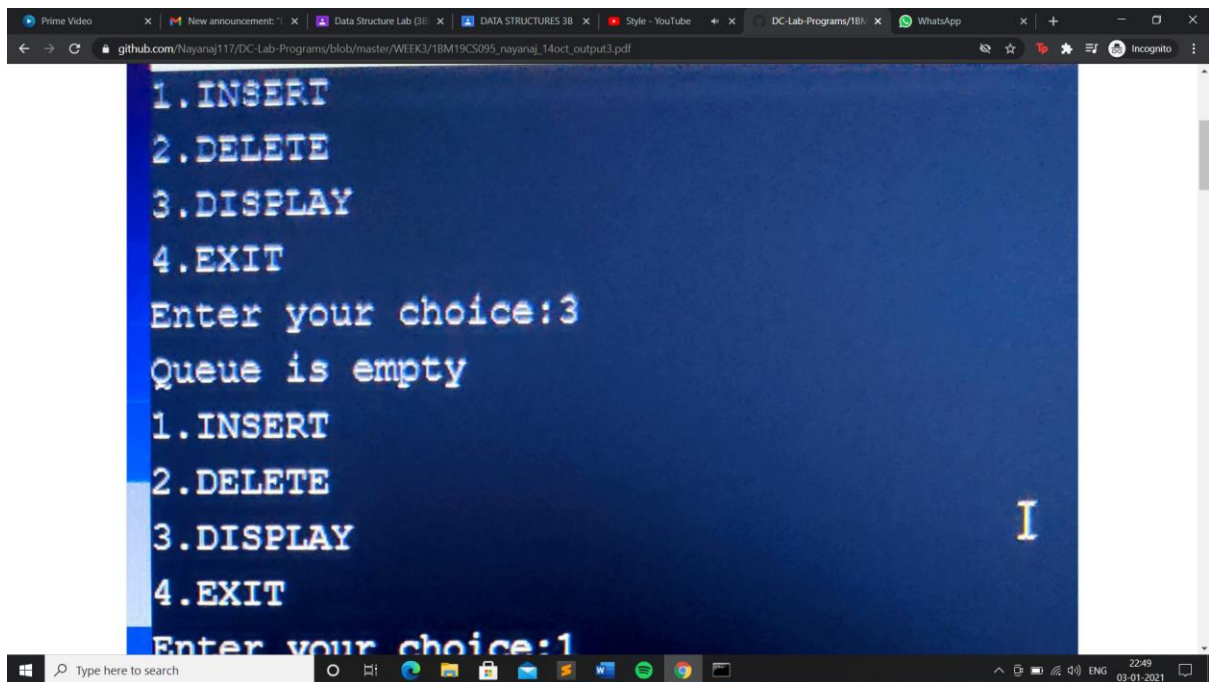 Prime Video
New announcement: "D
Data Structure Lab (3B
DATA STRUCTURES 3B
Style - YouTube
DC-Lab-Programs/1BM
WhatsApp
github.com/Nayanaj117/DC-Lab-Programs/blob/master/WEEK3/1BM19CS095_nayanaj_14oct_output3.pdf
Incognito
1.INSERT
2.DELETE
3.DISPLAY
4.EXIT
Enter your choice:3
Queue is empty
1.INSERT
2.DELETE
3.DISPLAY
4.EXIT
Enter your choice:1
Type here to search
ENG
22:49
03-01-2021